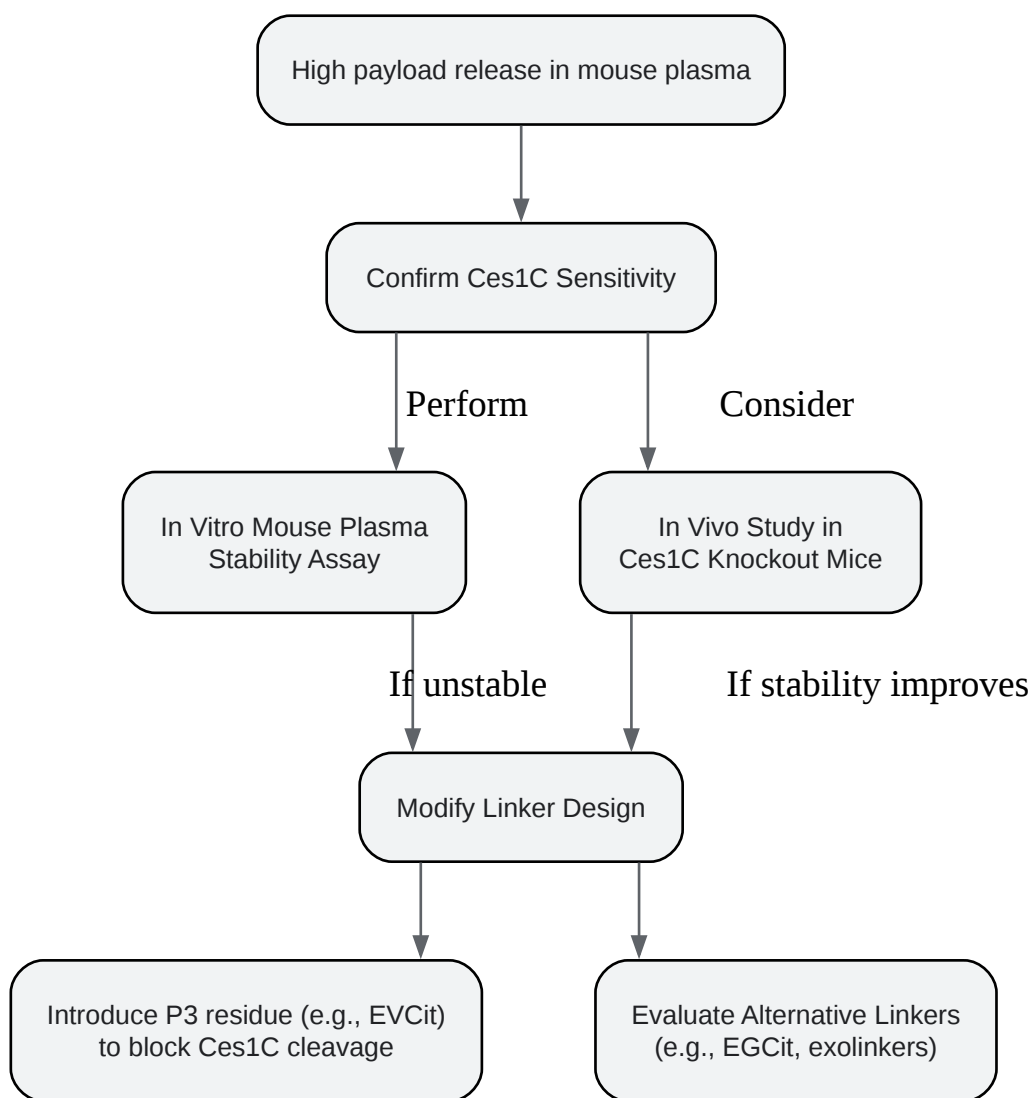 High payload release in mouse plasma
Confirm Ces1C Sensitivity
Perform
Consider
In Vitro Mouse Plasma
Stability Assay
In Vivo Study in
Ces1C Knockout Mice
If unstable
If stability improves
Modify Linker Design
Introduce P3 residue (e.g., EVCit)
to block Ces1C cleavage
Evaluate Alternative Linkers
(e.g., EGCit, exolinkers)